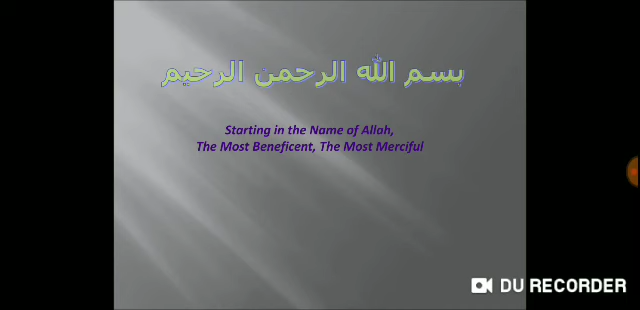 بسم الله الرحمن الرحيم
Starting in the Name of Allah,
The Most Beneficent, The Most Merciful
DU RECORDER